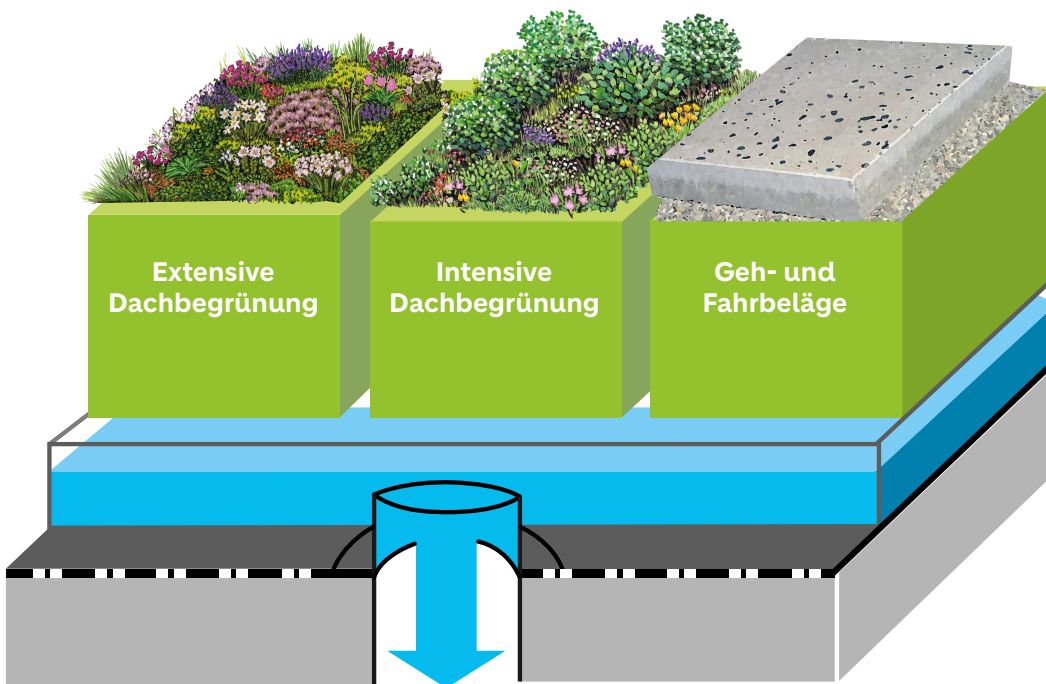 Extensive
Dachbegrünung
Intensive
Dachbegrünung
Geh- und
Fahrbeläge